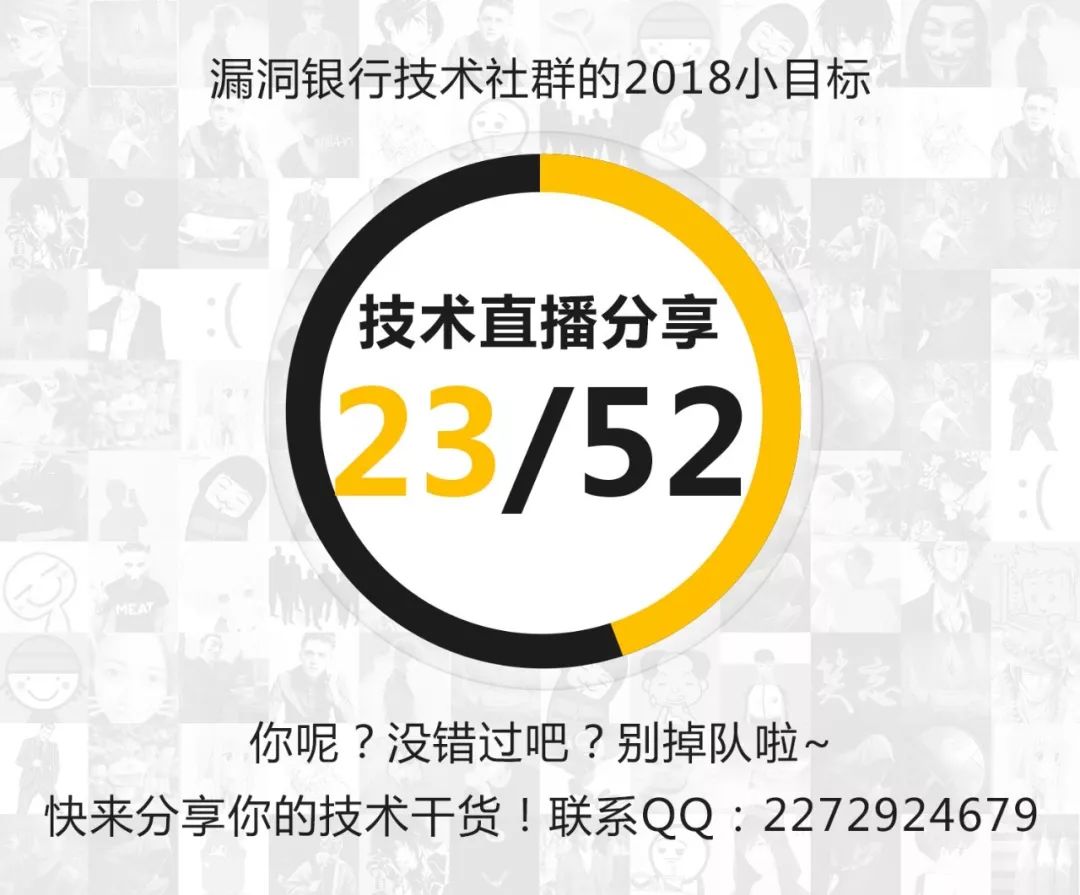 漏洞银行技术社群的2018小目标
技术直播分享
23/52
MEAT
你呢？没错过吧？别掉队啦~
快来分享你的技术干货！联系QQ：2272924679